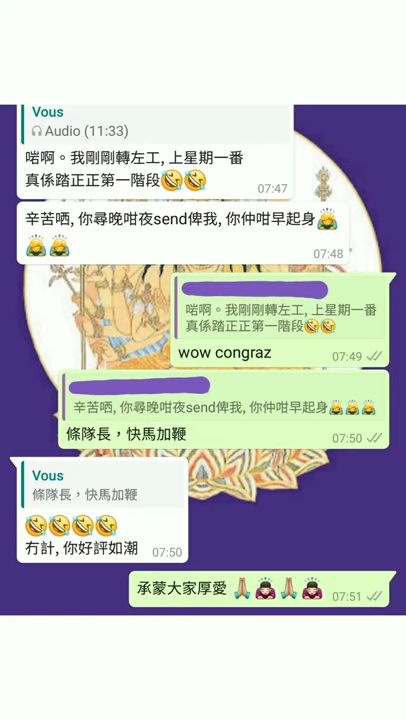 Vous
Audio (11:33)
啱啊。我剛剛轉左工, 上星期一番
真係踏正正第一階段🤣🤣
07:47
辛苦哂, 你尋晚咁夜send俾我, 你仲咁早起身🙇
🙇🙇
07:48
啱啊。我剛剛轉左工, 上星期一番
真係踏正正第一階段🤣🤣
wow congraz
07:49
辛苦哂, 你尋晚咁夜send俾我, 你仲咁早起身🙇🙇🙇
條隊長，快馬加鞭
07:50
Vous
條隊長，快馬加鞭
🤣🤣🤣🤣
冇計, 你好評如潮
07:50
承蒙大家厚愛 🙏🏼🙇🏻🙏🏼🙇🏻
07:51